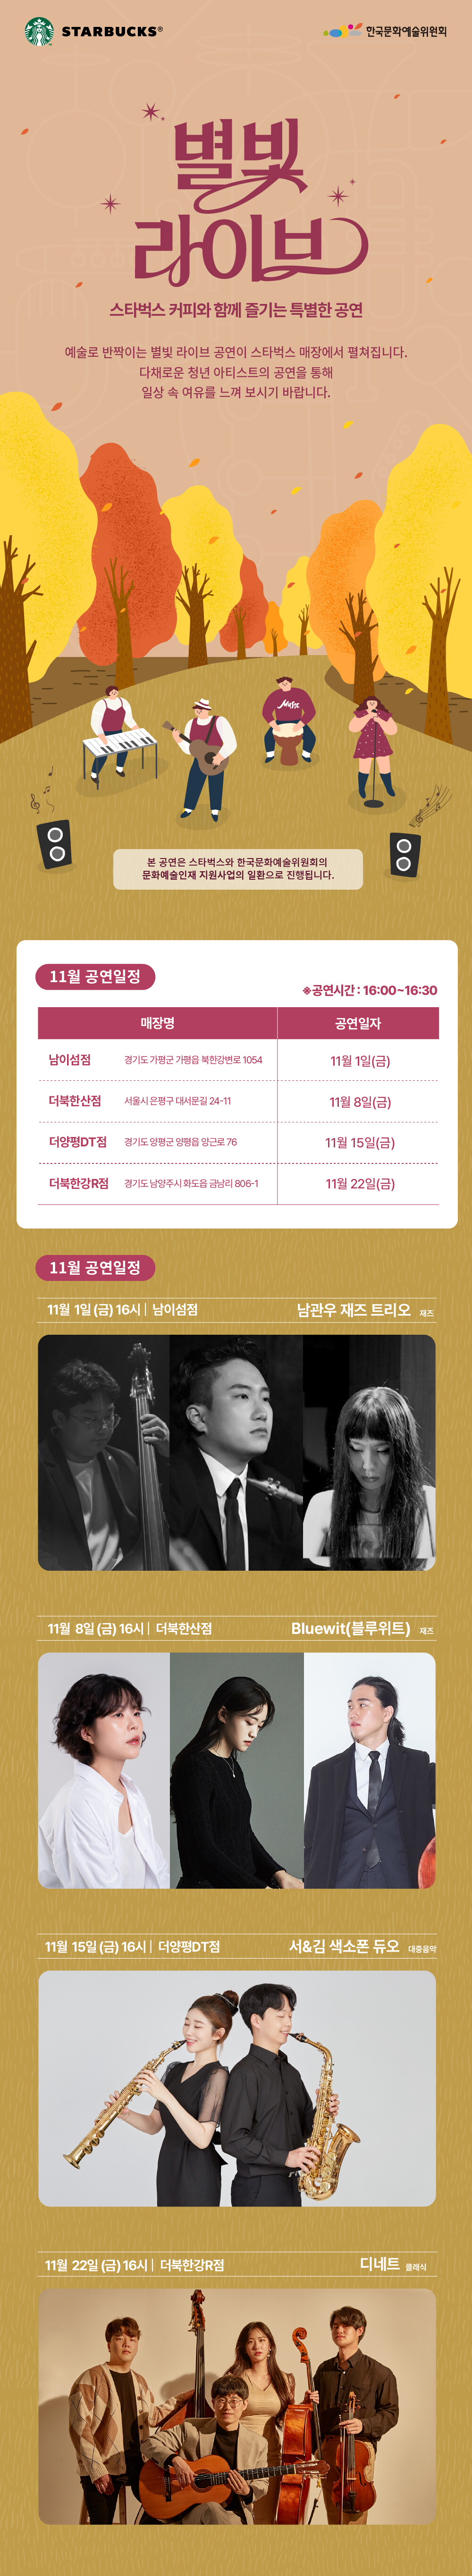 STARBUCKS®
한국문화예술위원회
별빛
라이브
스타벅스 커피와 함께 즐기는 특별한 공연
예술로 반짝이는 별빛 라이브 공연이 스타벅스 매장에서 펼쳐집니다.
다채로운 청년 아티스트의 공연을 통해
일상 속 여유를 느껴 보시기 바랍니다.
본 공연은 스타벅스와 한국문화예술위원회의
문화예술인재 지원사업의 일환으로 진행됩니다.
11월 공연일정
※공연시간 : 16:00~16:30
매장명 공연일자
남이섬점 경기도 가평군 가평읍 북한강변로 1054 11월 1일(금)
더북한산점 서울시 은평구 대서문길 24-11 11월 8일(금)
더양평DT점 경기도 양평군 양평읍 양근로 76 11월 15일(금)
더북한강R점 경기도 남양주시 화도읍 금남리 806-1 11월 22일(금)
11월 공연일정
11월 1일 (금) 16시 | 남이섬점 남관우 재즈 트리오 재즈
11월 8일 (금) 16시 | 더북한산점 Bluewit(블루위트) 재즈
11월 15일 (금) 16시 | 더양평DT점 서&김 색소폰 듀오 대중음악
11월 22일 (금) 16시 | 더북한강R점 디네트 클래식